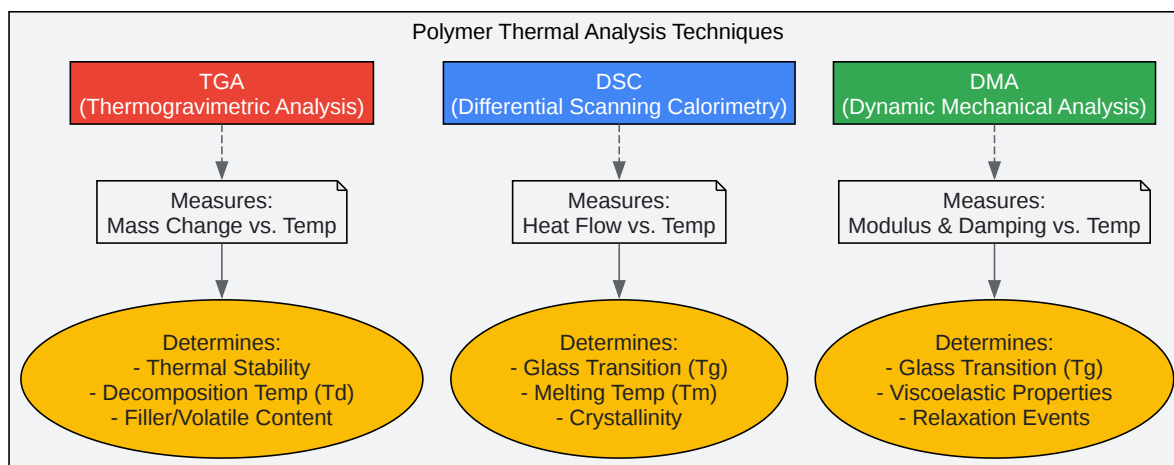 Polymer Thermal Analysis Techniques
TGA
(Thermogravimetric Analysis)
DSC
(Differential Scanning Calorimetry)
DMA
(Dynamic Mechanical Analysis)
Measures:
Mass Change vs. Temp
Measures:
Heat Flow vs. Temp
Measures:
Modulus & Damping vs. Temp
Determines:
- Thermal Stability
- Decomposition Temp (Td)
- Filler/Volatile Content
Determines:
- Glass Transition (Tg)
- Melting Temp (Tm)
- Crystallinity
Determines:
- Glass Transition (Tg)
- Viscoelastic Properties
- Relaxation Events